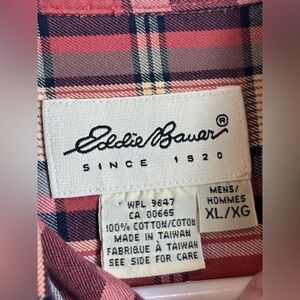 Eddie Bauer®
SINCE 1920
WPL 9647
CA 00665
100% COTTON/COTON
MADE IN TAIWAN
FABRIQUÉ À TAIWAN
SEE SIDE FOR CARE
MENS/
HOMMES
XL/XG